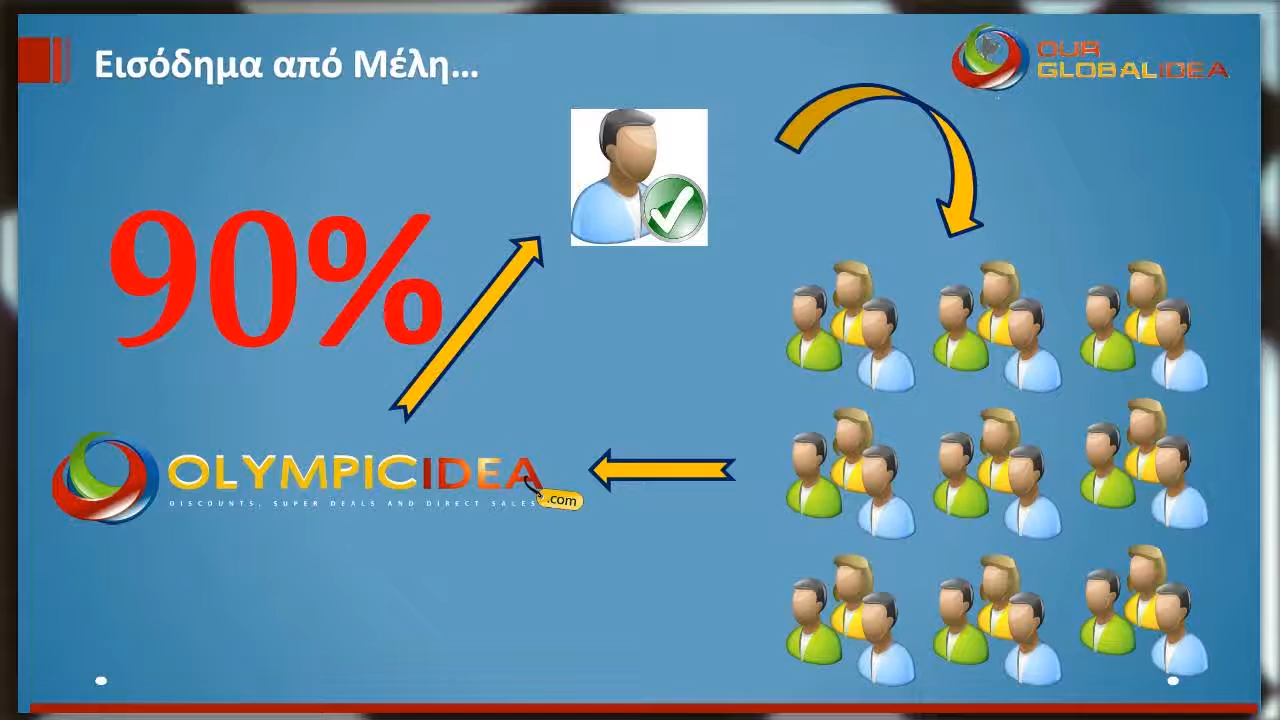 Εισόδημα από Μέλη...
OUR
GLOBALIDEA
90%
OLYMPICIDEA
.com
DISCOUNTS, SUPER DEALS AND DIRECT SALES